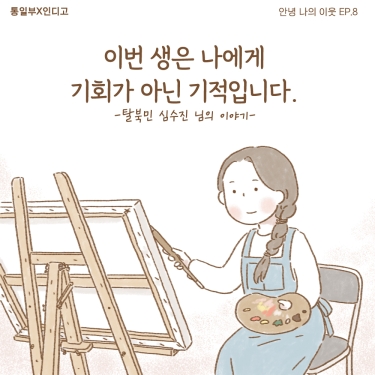 통일부X인디고
안녕 나의 이웃 EP.8
이번 생은 나에게
기회가 아닌 기적입니다.
-탈북민 심수진 님의 이야기-